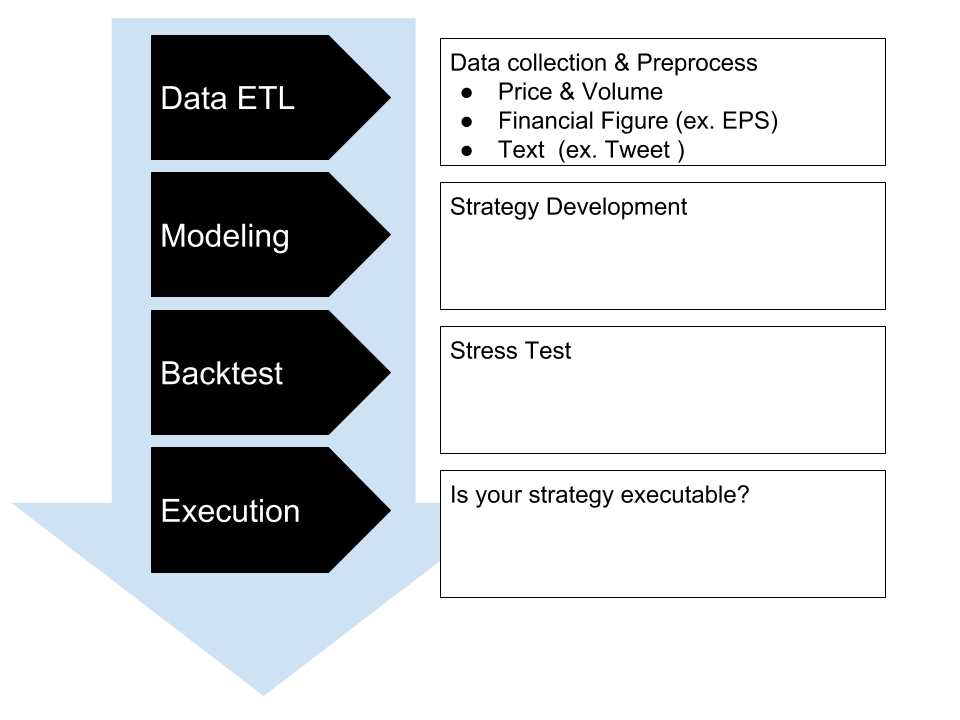 Data ETL
Data collection & Preprocess
● Price & Volume
● Financial Figure (ex. EPS)
● Text  (ex. Tweet )
Modeling
Strategy Development
Backtest
Stress Test
Execution
Is your strategy executable?